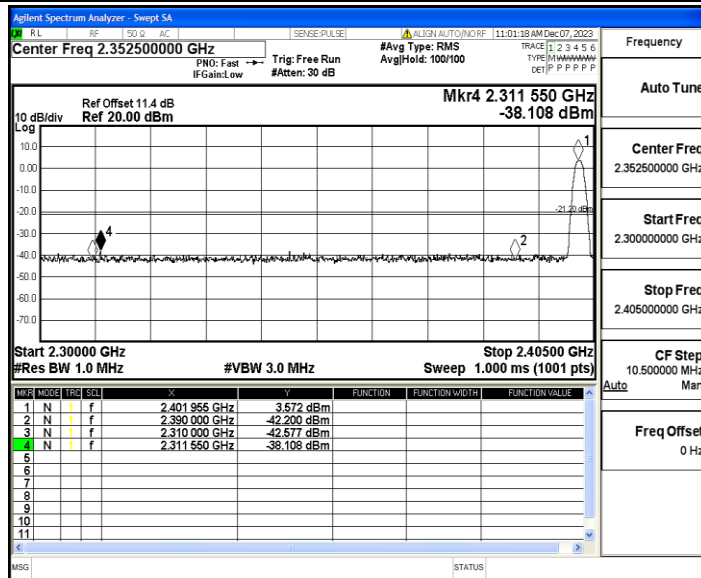 Agilent Spectrum Analyzer - Swept SA
RL RF 50 Ω AC SENSE:PULSE ALIGN AUTO/NO RF 11:01:18 AM Dec 07, 2023
Center Freq 2.352500000 GHz
PNO: Fast
IFGain:Low
Trig: Free Run
#Atten: 30 dB
#Avg Type: RMS
Avg|Hold: 100/100
TRACE 1 2 3 4 5 6
TYPE M W W W W W
DET P P P P P P
Frequency
Auto Tune
Center Freq
2.352500000 GHz
Start Freq
2.300000000 GHz
Stop Freq
2.405000000 GHz
CF Step
10.500000 MHz
Auto Man
Freq Offset
0 Hz
Mkr4 2.311 550 GHz
-38.108 dBm
Ref Offset 11.4 dB
10 dB/div Ref 20.00 dBm
Log
10.0
0.00
-10.0
-20.0
-30.0
-40.0
-50.0
-60.0
-70.0
1
-21.20 dBm
4
2
Start 2.30000 GHz Stop 2.40500 GHz
#Res BW 1.0 MHz #VBW 3.0 MHz Sweep 1.000 ms (1001 pts)
MKR MODE TRC SCL X Y FUNCTION FUNCTION WIDTH FUNCTION VALUE
1 N 1 f 2.401 955 GHz 3.572 dBm
2 N 1 f 2.390 000 GHz -42.200 dBm
3 N 1 f 2.310 000 GHz -42.577 dBm
4 N 1 f 2.311 550 GHz -38.108 dBm
5
6
7
8
9
10
11
MSG STATUS